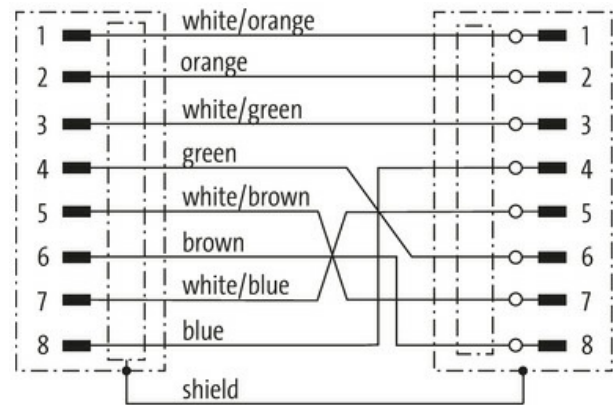 1 white/orange 1
2 orange 2
3 white/green 3
4 green 4
5 white/brown 5
6 brown 6
7 white/blue 7
8 blue 8
shield